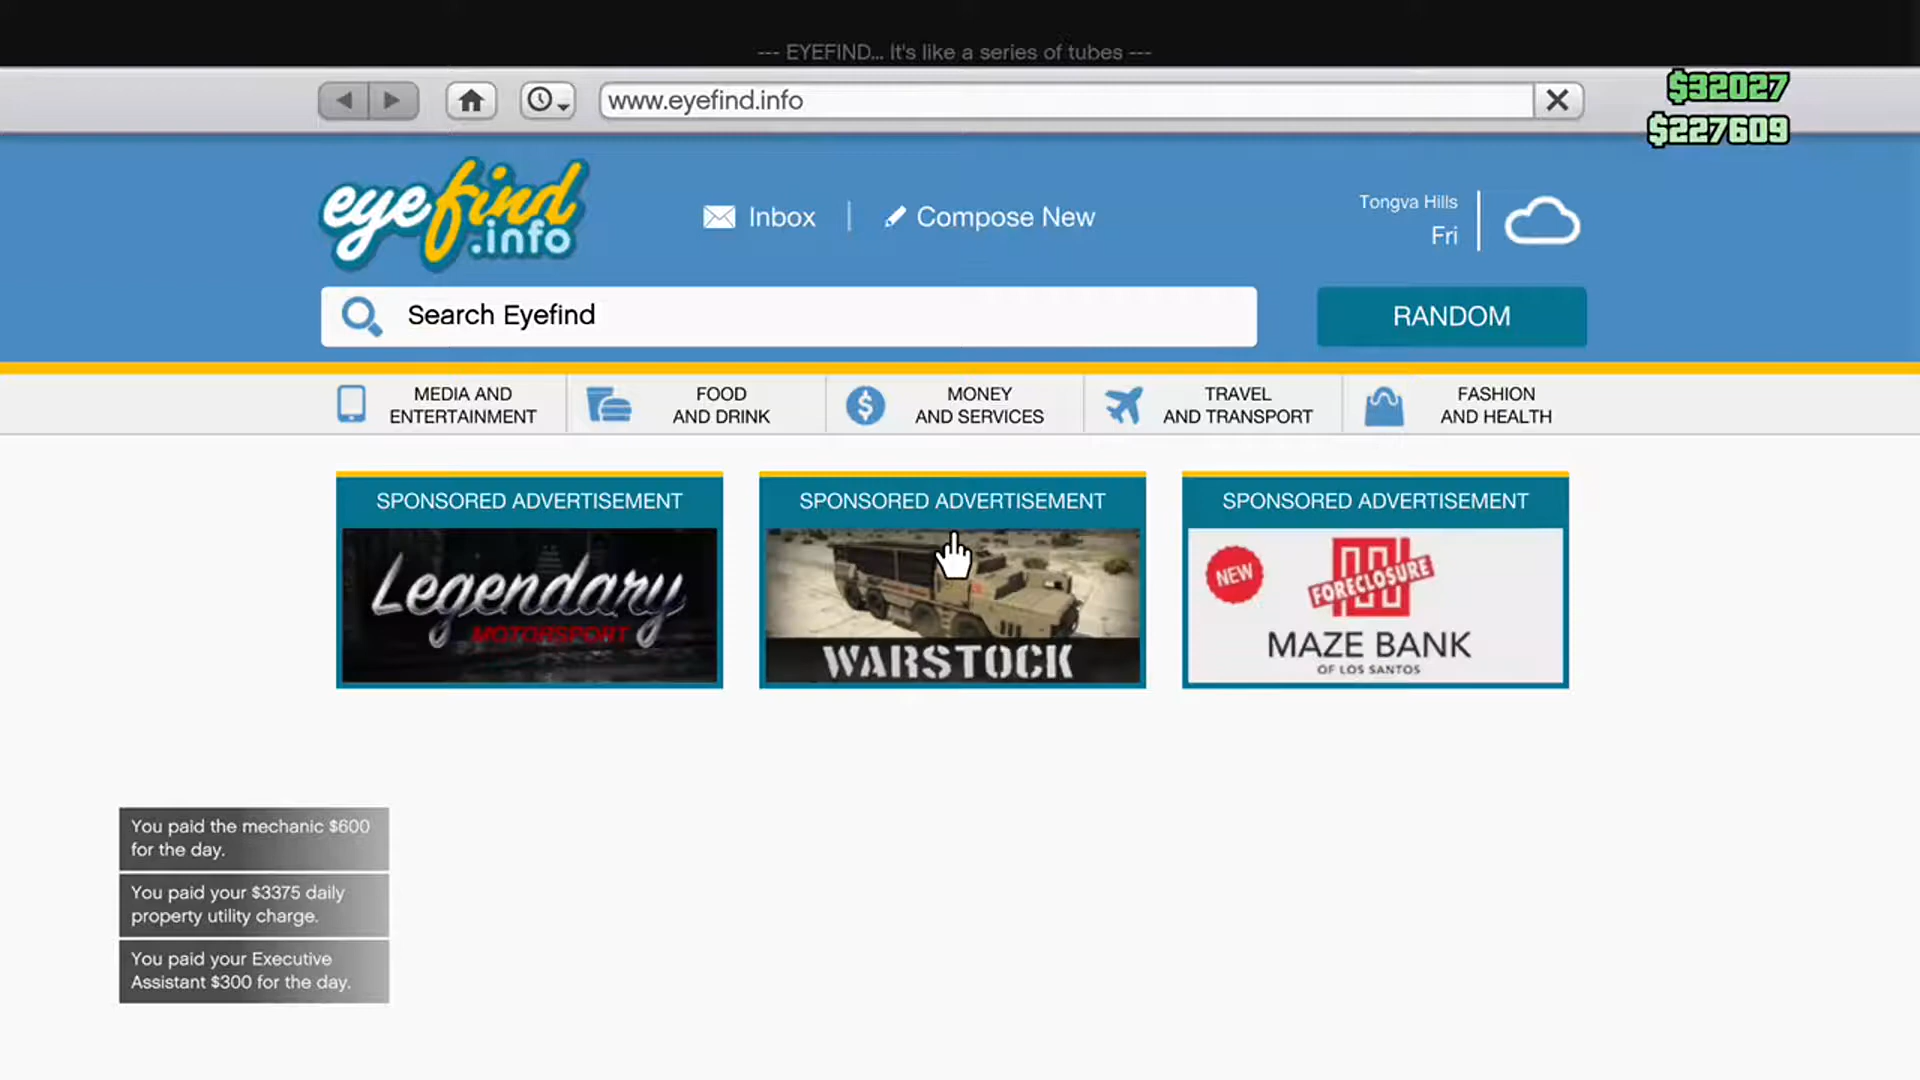 --- EYEFIND... It's like a series of tubes ---
www.eyefind.info
$32027
$227609
eyefind
.info
Inbox
Compose New
Tongva Hills
Fri
Search Eyefind
RANDOM
MEDIA AND
ENTERTAINMENT
FOOD
AND DRINK
MONEY
AND SERVICES
TRAVEL
AND TRANSPORT
FASHION
AND HEALTH
SPONSORED ADVERTISEMENT
Legendary
MOTORSPORT
SPONSORED ADVERTISEMENT
WARSTOCK
SPONSORED ADVERTISEMENT
NEW
FORECLOSURE
MAZE BANK
OF LOS SANTOS
You paid the mechanic $600
for the day.
You paid your $3375 daily
property utility charge.
You paid your Executive
Assistant $300 for the day.